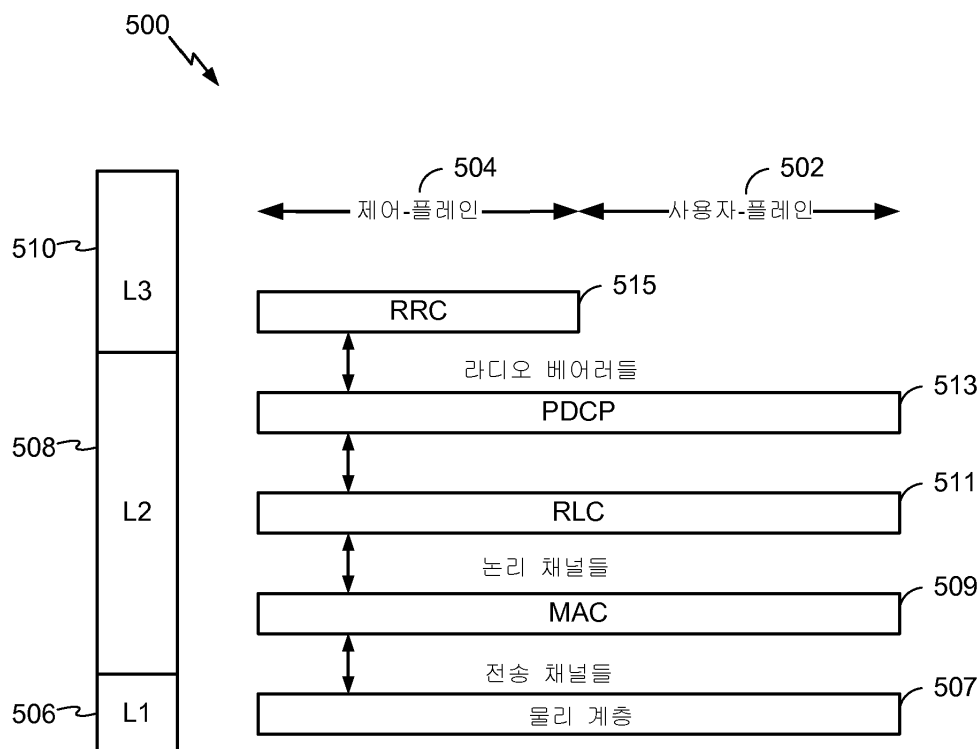 500
504
502
제어-플레인
사용자-플레인
510
L3
RRC
515
라디오 베어러들
PDCP
513
508
L2
RLC
511
논리 채널들
MAC
509
전송 채널들
506
L1
물리 계층
507